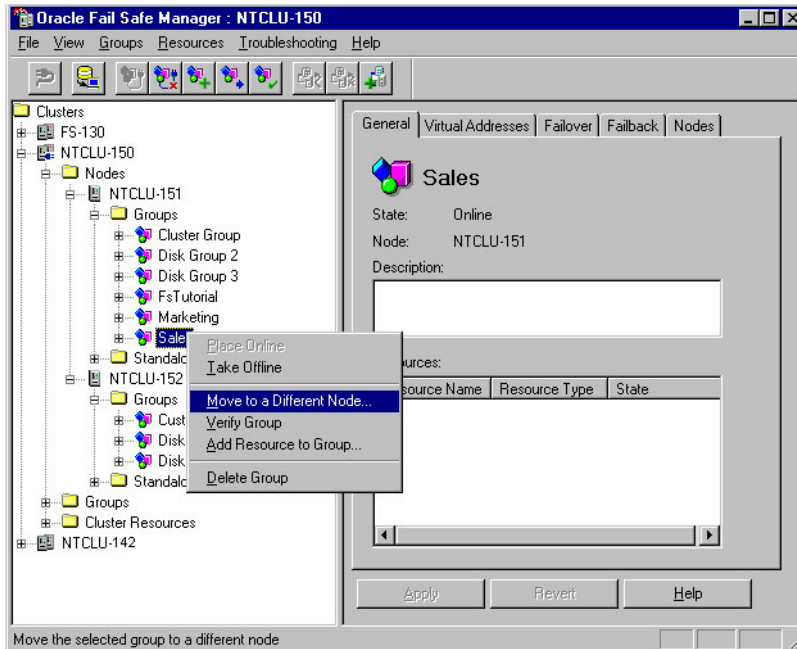 Oracle Fail Safe Manager : NTCLU-150
File View Groups Resources Troubleshooting Help
Clusters
FS-130
NTCLU-150
Nodes
NTCLU-151
Groups
Cluster Group
Disk Group 2
Disk Group 3
FsTutorial
Marketing
Sale
Standalo
NTCLU-152
Groups
Cust
Disk
Disk
Standalo
Groups
Cluster Resources
NTCLU-142
Place Online
Take Offline
Move to a Different Node...
Verify Group
Add Resource to Group...
Delete Group
General Virtual Addresses Failover Failback Nodes
Sales
State: Online
Node: NTCLU-151
Description:
ources:
source Name Resource Type State
Apply Revert Help
Move the selected group to a different node